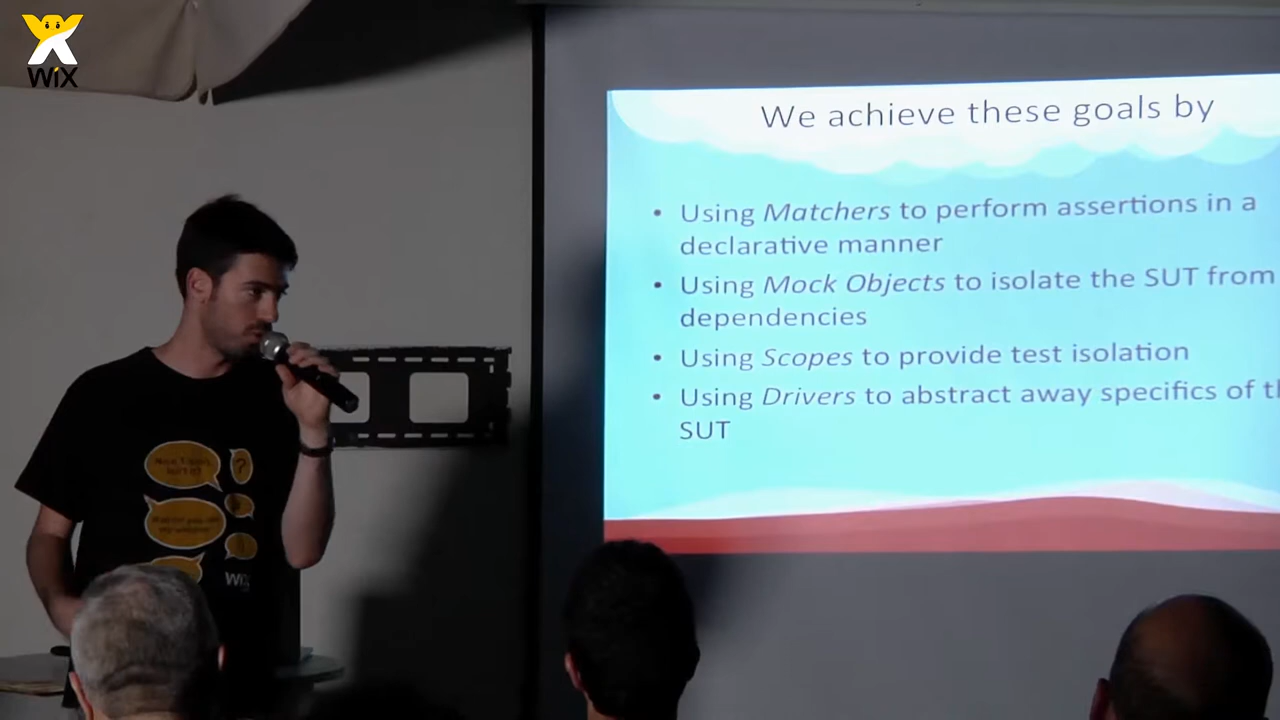 WiX
We achieve these goals by
• Using Matchers to perform assertions in a
declarative manner
• Using Mock Objects to isolate the SUT from
dependencies
• Using Scopes to provide test isolation
• Using Drivers to abstract away specifics of
SUT
?
WiX